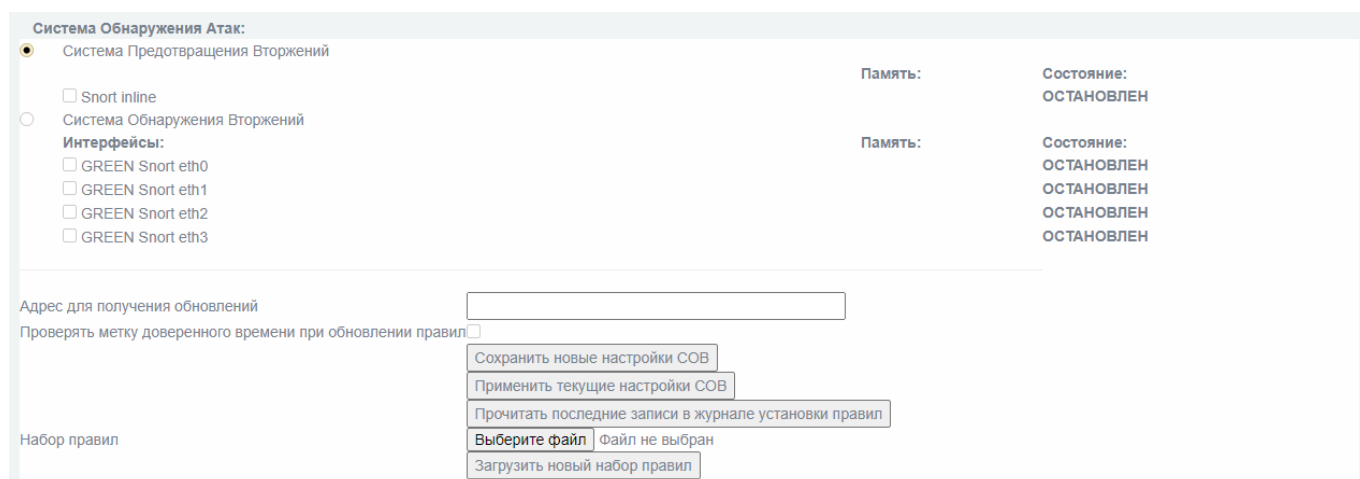 Система Обнаружения Атак:
Система Предотвращения Вторжений
Память: Состояние:
Snort inline ОСТАНОВЛЕН
Система Обнаружения Вторжений
Интерфейсы: Память: Состояние:
GREEN Snort eth0 ОСТАНОВЛЕН
GREEN Snort eth1 ОСТАНОВЛЕН
GREEN Snort eth2 ОСТАНОВЛЕН
GREEN Snort eth3 ОСТАНОВЛЕН
Адрес для получения обновлений
Проверять метку доверенного времени при обновлении правил
Сохранить новые настройки СОВ
Применить текущие настройки СОВ
Прочитать последние записи в журнале установки правил
Набор правил Выберите файл Файл не выбран
Загрузить новый набор правил